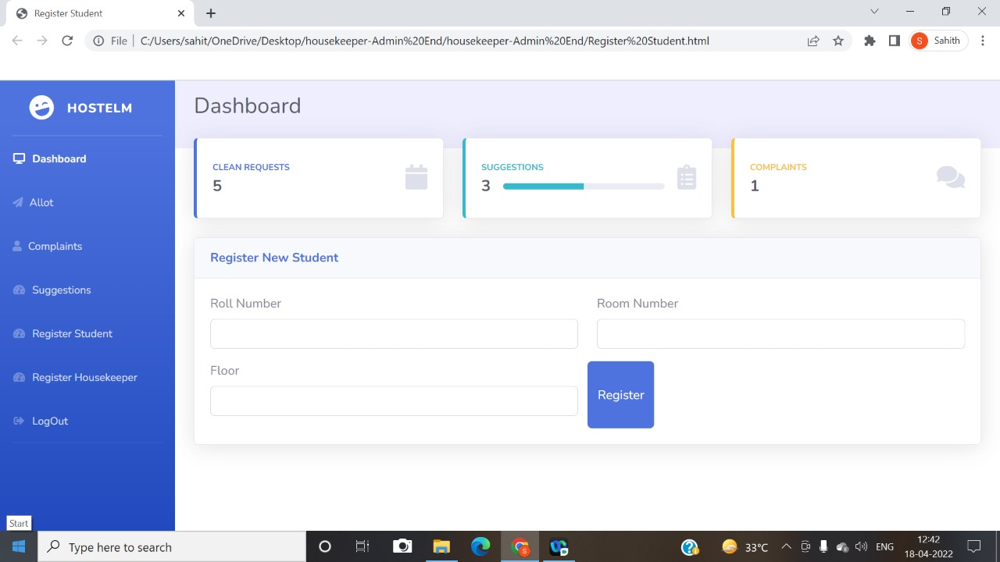 Register Student
File
C:/Users/sahit/OneDrive/Desktop/housekeeper-Admin%20End/housekeeper-Admin%20End/Register%20Student.html
S
Sahith
HOSTELM
Dashboard
Allot
Complaints
Suggestions
Register Student
Register Housekeeper
LogOut
Dashboard
CLEAN REQUESTS
5
SUGGESTIONS
3
COMPLAINTS
1
Register New Student
Roll Number
Room Number
Floor
Register
Start
Type here to search
S
33°C
ENG
12:42
18-04-2022